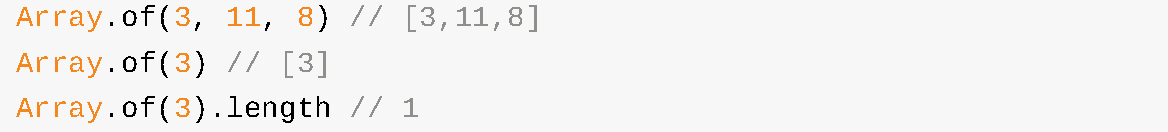 Array.of(3, 11, 8) // [3,11,8]
Array.of(3) // [3]
Array.of(3).length // 1